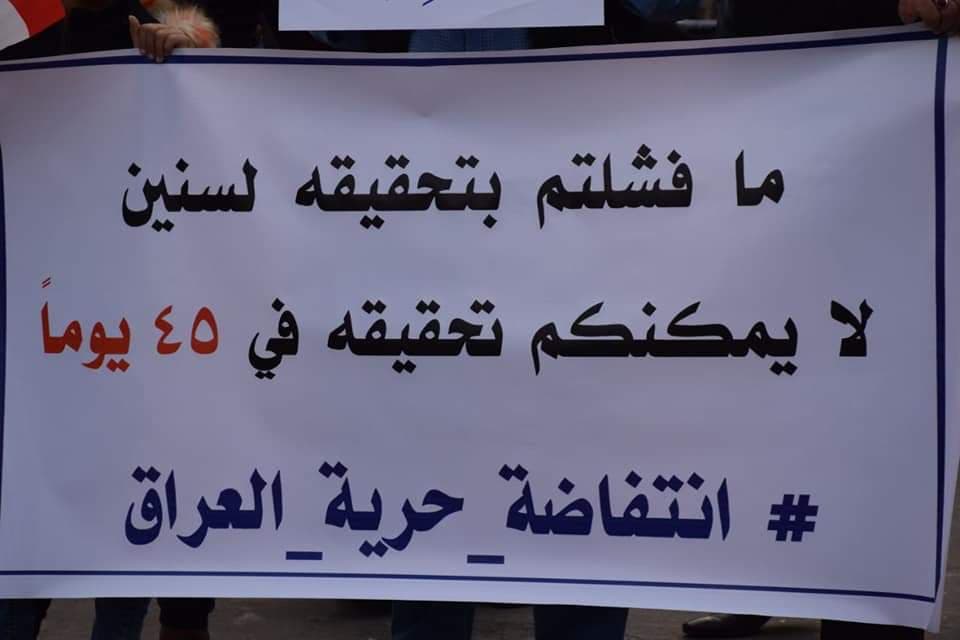 ما فشلتم بتحقيقه لسنين
لا يمكنكم تحقيقه في ٤٥ يوماً
# انتفاضة_حرية_العراق